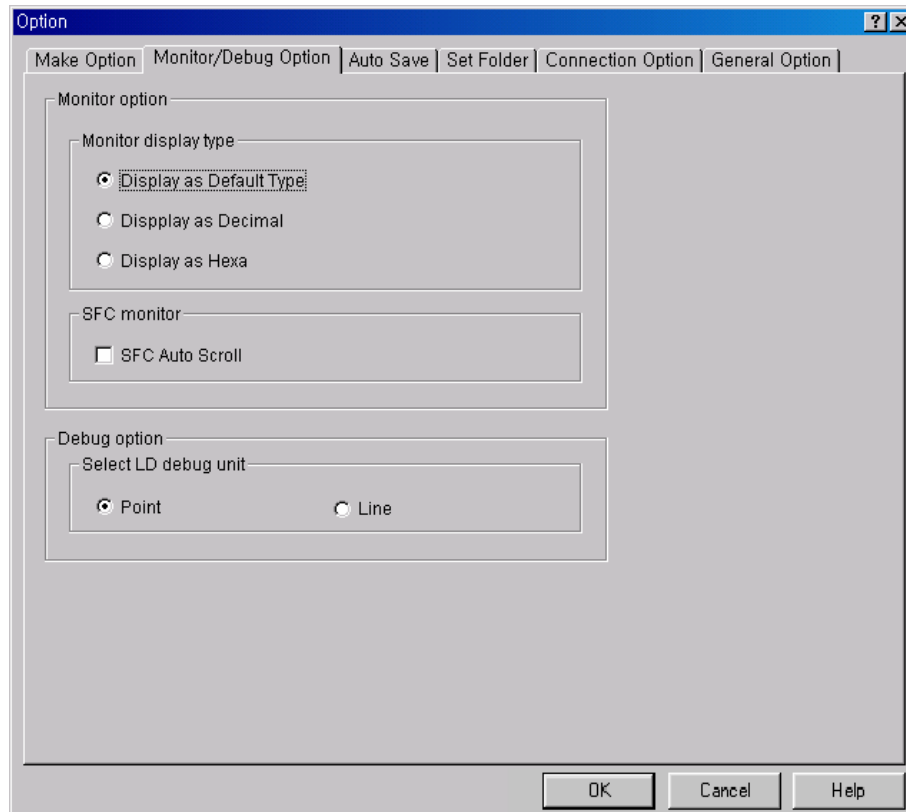 Option
Make Option Monitor/Debug Option Auto Save Set Folder Connection Option General Option
Monitor option
Monitor display type
Display as Default Type
Dispplay as Decimal
Display as Hexa
SFC monitor
SFC Auto Scroll
Debug option
Select LD debug unit
Point Line
OK Cancel Help